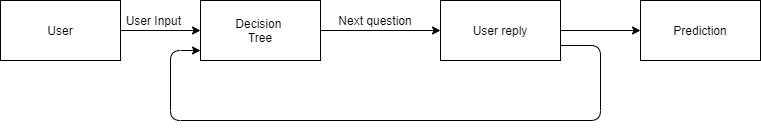 User
User Input
Decision
Tree
Next question
User reply
Prediction